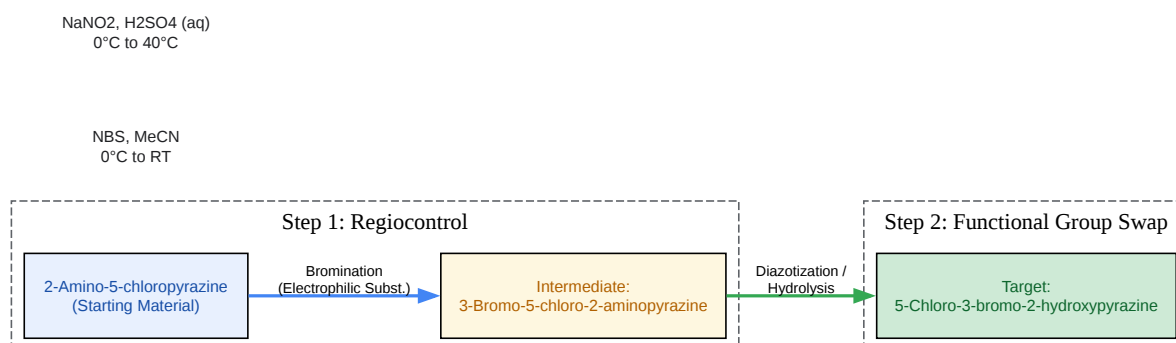 NaNO2, H2SO4 (aq)
0°C to 40°C
NBS, MeCN
0°C to RT
Step 1: Regiocontrol
Step 2: Functional Group Swap
2-Amino-5-chloropyrazine
(Starting Material)
Bromination
(Electrophilic Subst.)
Intermediate:
3-Bromo-5-chloro-2-aminopyrazine
Diazotization /
Hydrolysis
Target:
5-Chloro-3-bromo-2-hydroxypyrazine